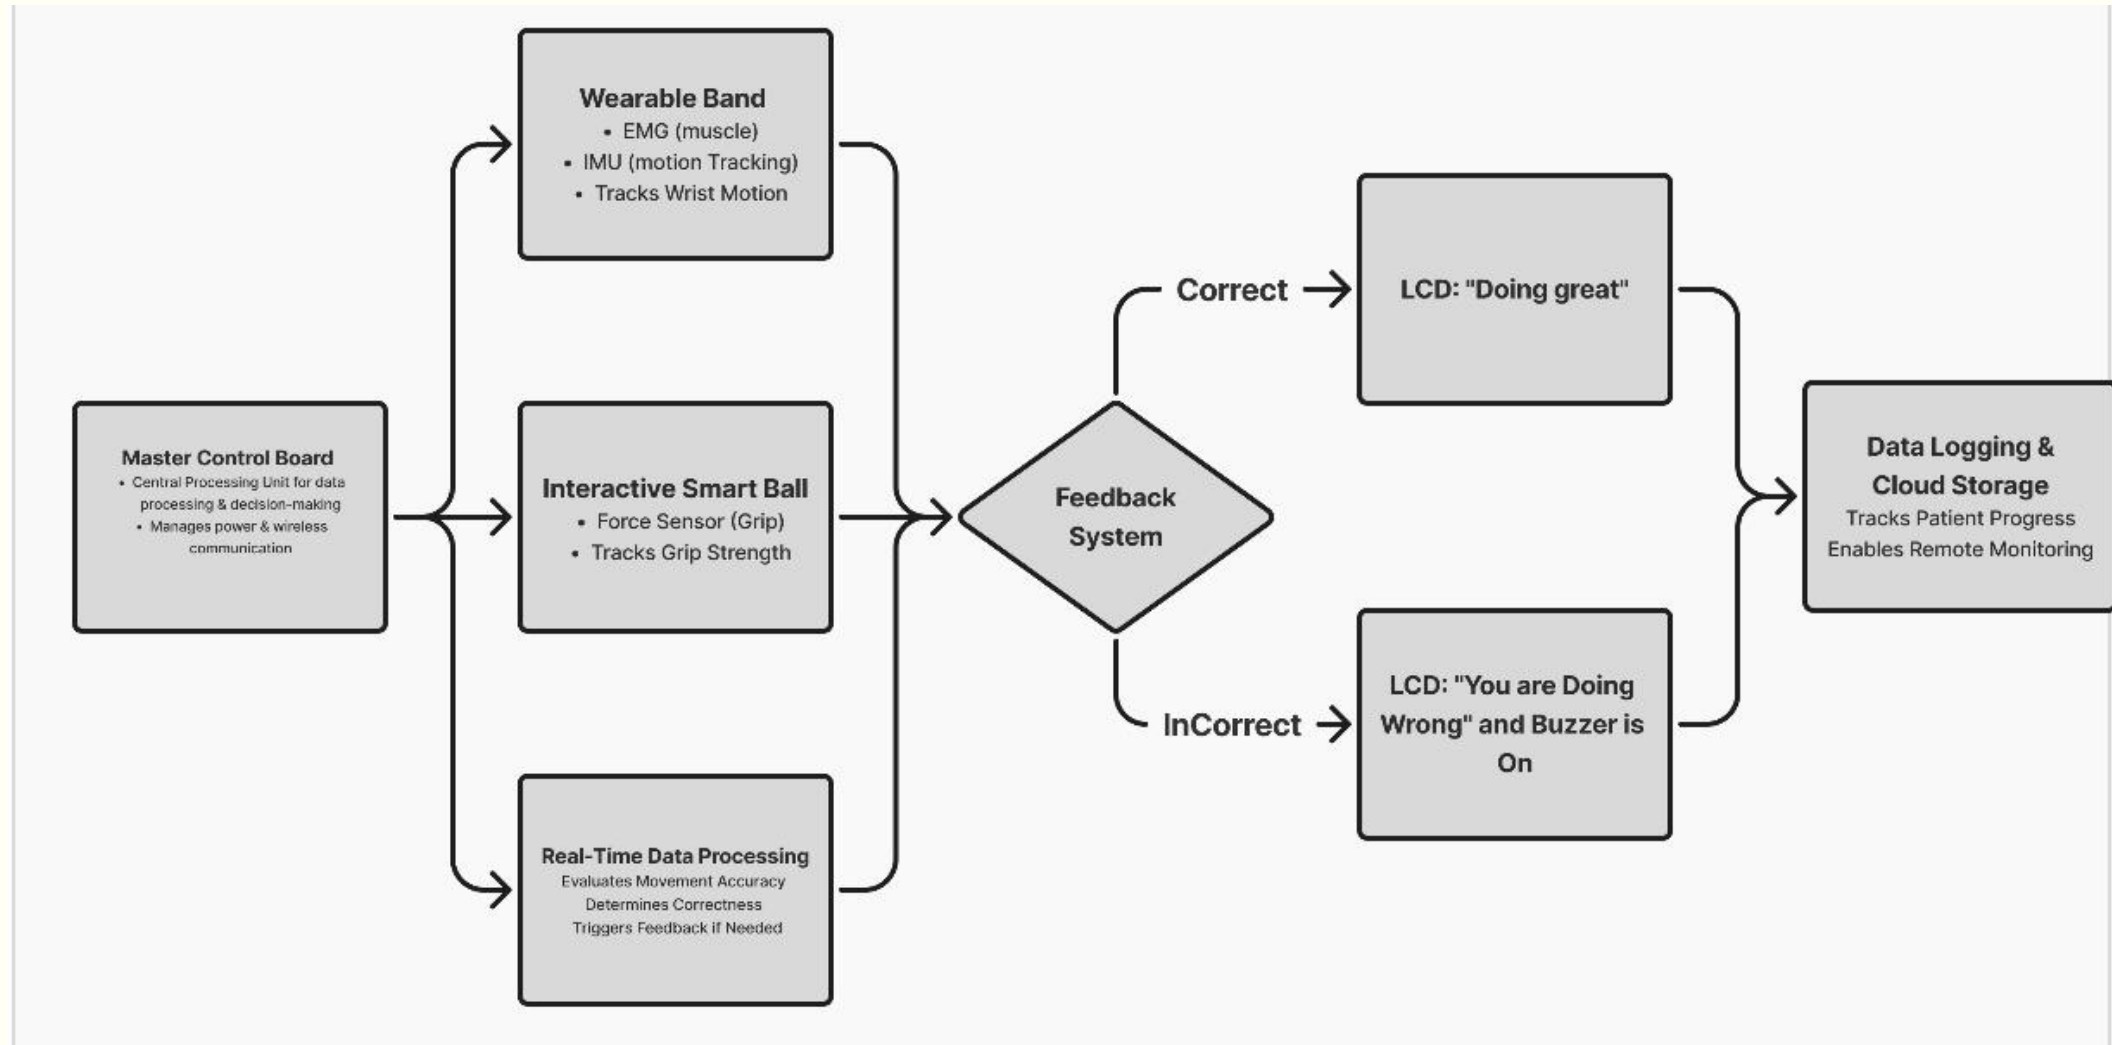 Wearable Band
• EMG (muscle)
• IMU (motion Tracking)
• Tracks Wrist Motion
Master Control Board
• Central Processing Unit for data
processing & decision-making
• Manages power & wireless
communication
Interactive Smart Ball
• Force Sensor (Grip)
• Tracks Grip Strength
Real-Time Data Processing
Evaluates Movement Accuracy
Determines Correctness
Triggers Feedback if Needed
Feedback
System
Correct
LCD: "Doing great"
InCorrect
LCD: "You are Doing
Wrong" and Buzzer is
On
Data Logging &
Cloud Storage
Tracks Patient Progress
Enables Remote Monitoring